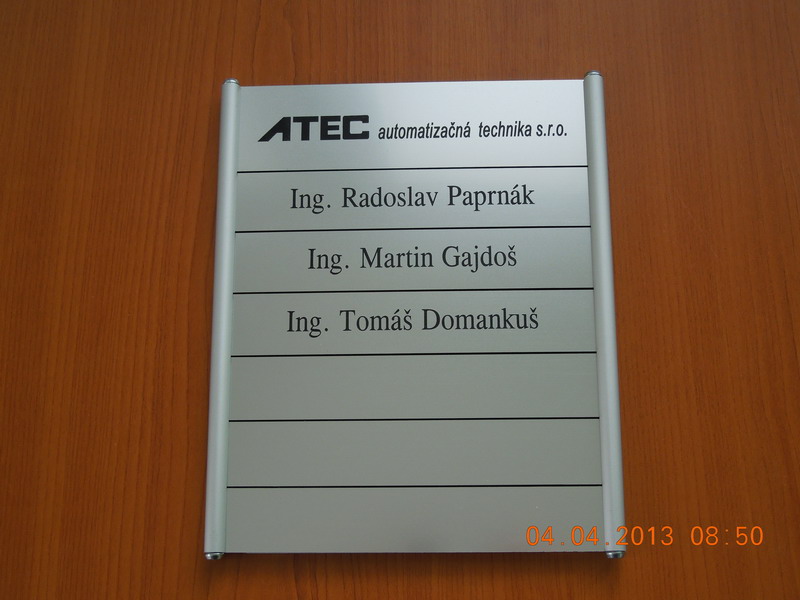 ATEC automatizačná technika s.r.o.
Ing. Radoslav Paprnák
Ing. Martin Gajdoš
Ing. Tomáš Domankuš
04.04.2013 08:50